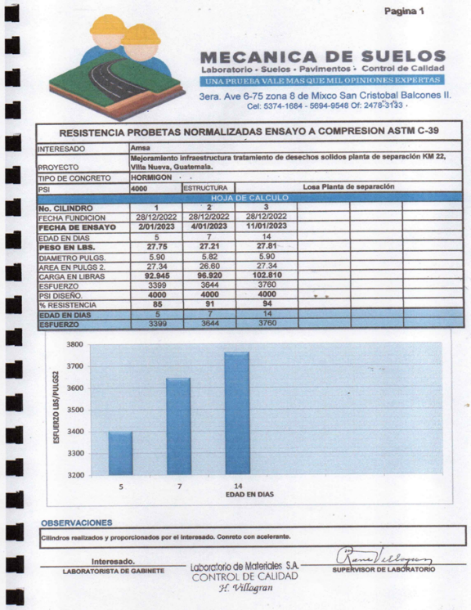 Pagina 1
MECANICA DE SUELOS
Laboratorio - Suelos - Pavimentos - Control de Calidad
UNA PRUEBA VALE MAS QUE MIL OPINIONES EXPERTAS
3era. Ave 6-75 zona 8 de Mixco San Cristobal Balcones II.
Cel: 5374-1684 - 5694-9548 Of: 2478-3133 -
RESISTENCIA PROBETAS NORMALIZADAS ENSAYO A COMPRESION ASTM C-39
INTERESADO Amsa
PROYECTO Mejoramiento infraestructura tratamiento de desechos solidos planta de separación KM 22,
Villa Nueva, Guatemala.
TIPO DE CONCRETO HORMIGON
PSI 4000 ESTRUCTURA Losa Planta de separación
HOJA DE CALCULO
No. CILINDRO 1 2 3
FECHA FUNDICION 28/12/2022 28/12/2022 28/12/2022
FECHA DE ENSAYO 2/01/2023 4/01/2023 11/01/2023
EDAD EN DIAS 5 7 14
PESO EN LBS. 27.75 27.21 27.81
DIAMETRO PULGS. 5.90 5.82 5.90
AREA EN PULGS 2. 27.34 26.60 27.34
CARGA EN LIBRAS 92.945 96.920 102.810
ESFUERZO 3399 3644 3760
PSI DISEÑO. 4000 4000 4000
% RESISTENCIA 85 91 94
EDAD EN DIAS 5 7 14
ESFUERZO 3399 3644 3760
ESFUERZO LBS/PULGS2
3800
3700
3600
3500
3400
3300
3200
5 7 14
EDAD EN DIAS
OBSERVACIONES
Cilindros realizados y proporcionados por el interesado. Conreto con acelerante.
Interesado.
LABORATORISTA DE GABINETE
Laboratorio de Materiales S.A.
CONTROL DE CALIDAD
H. Villagran
SUPERVISOR DE LABORATORIO